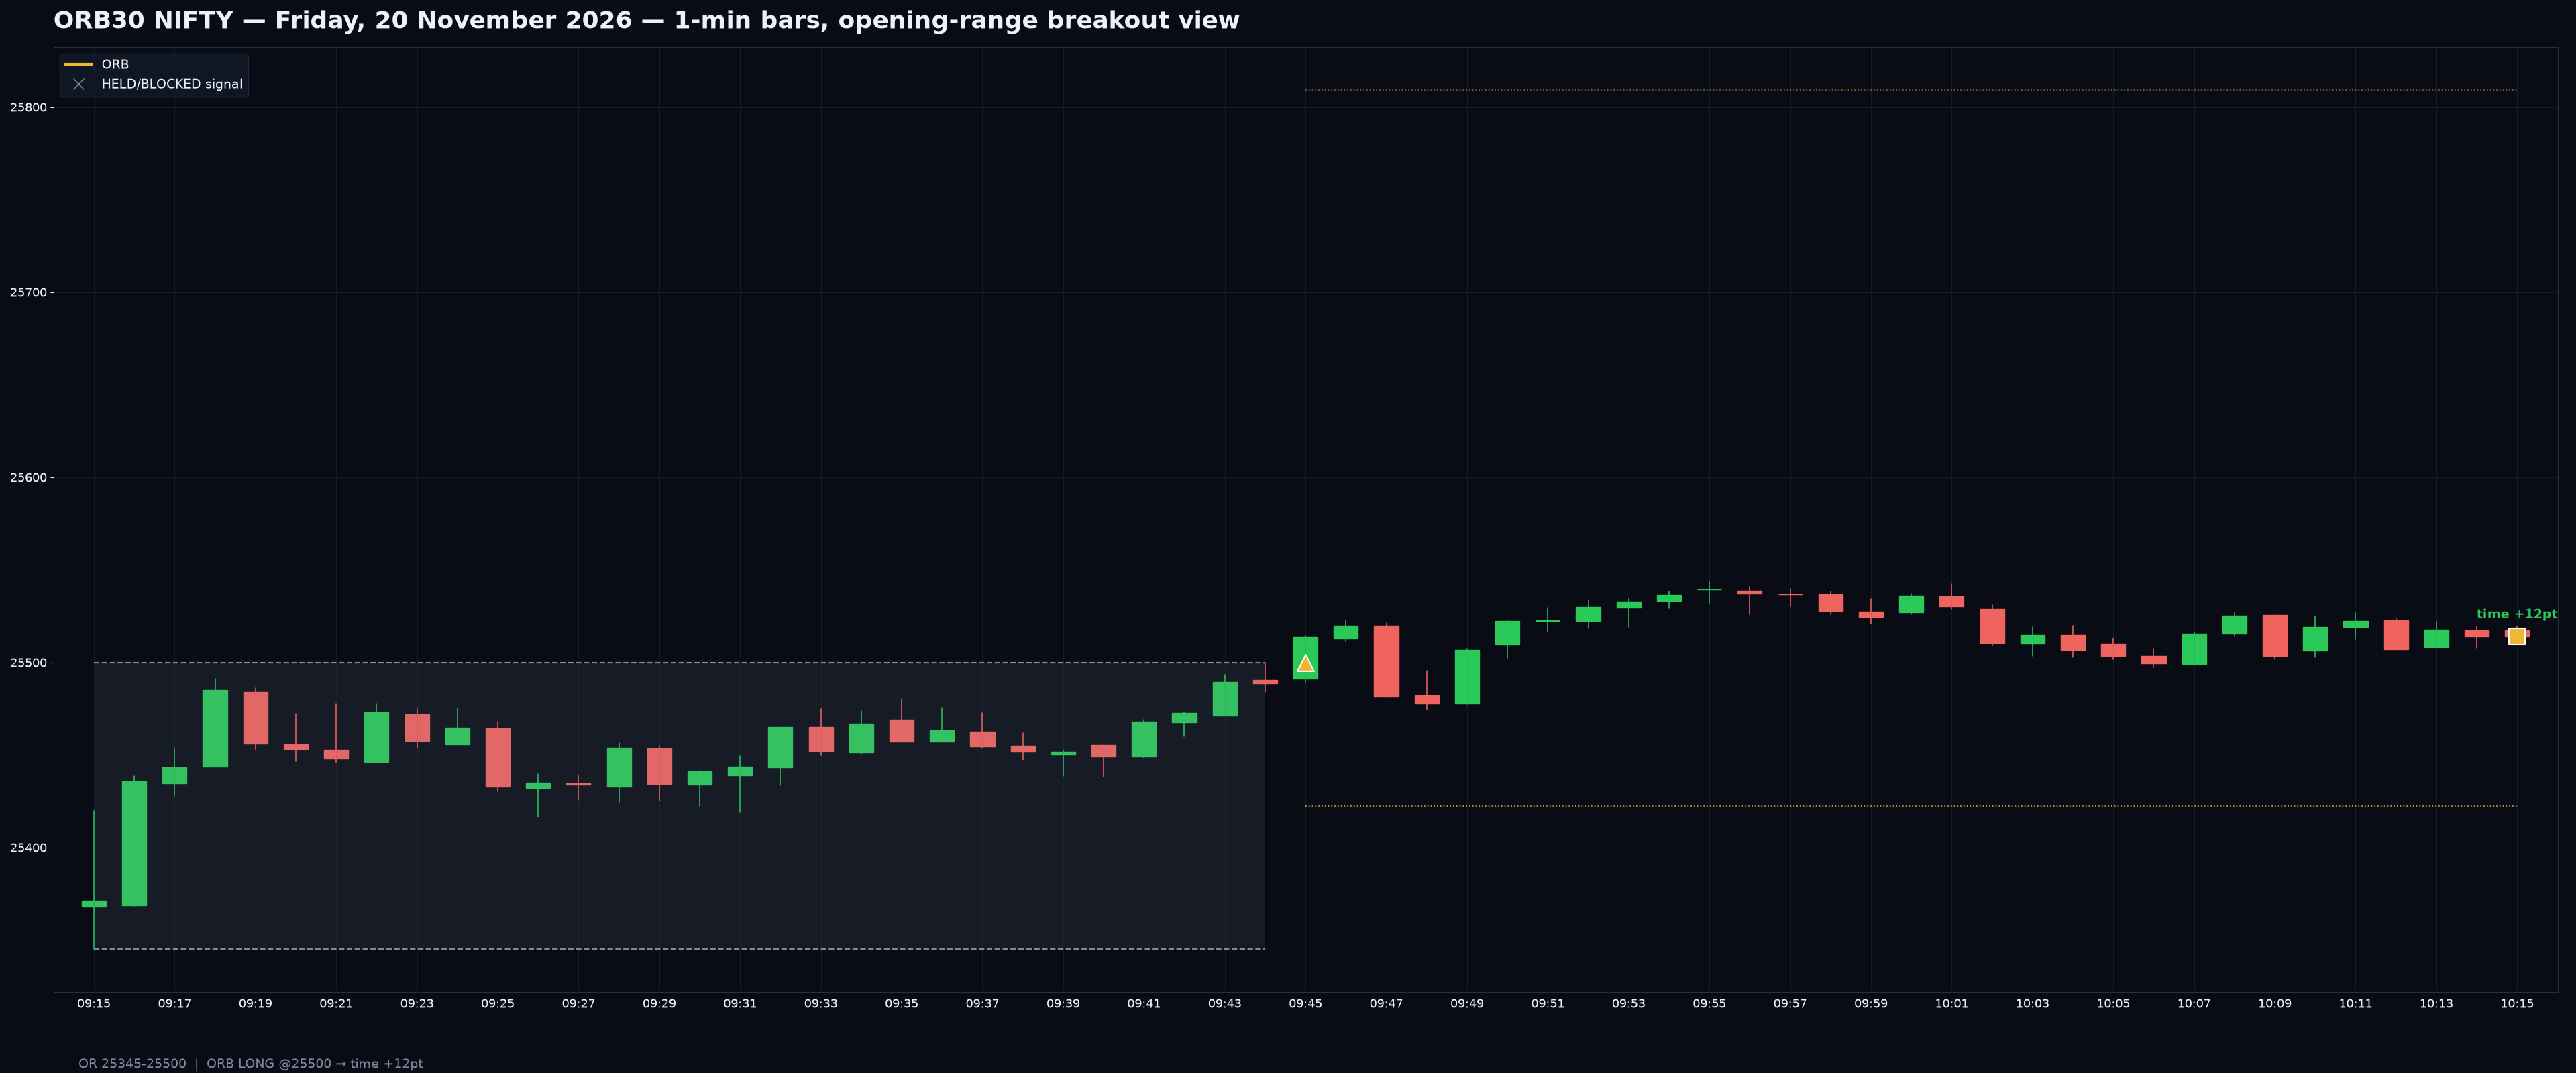 ORB30 NIFTY — Friday, 20 November 2026 — 1-min bars, opening-range breakout view
ORB
HELD/BLOCKED signal
25800
25700
25600
25500
25400
time +12pt
09:15 09:17 09:19 09:21 09:23 09:25 09:27 09:29 09:31 09:33 09:35 09:37 09:39 09:41 09:43 09:45 09:47 09:49 09:51 09:53 09:55 09:57 09:59 10:01 10:03 10:05 10:07 10:09 10:11 10:13 10:15
OR 25345-25500 | ORB LONG @25500 → time +12pt